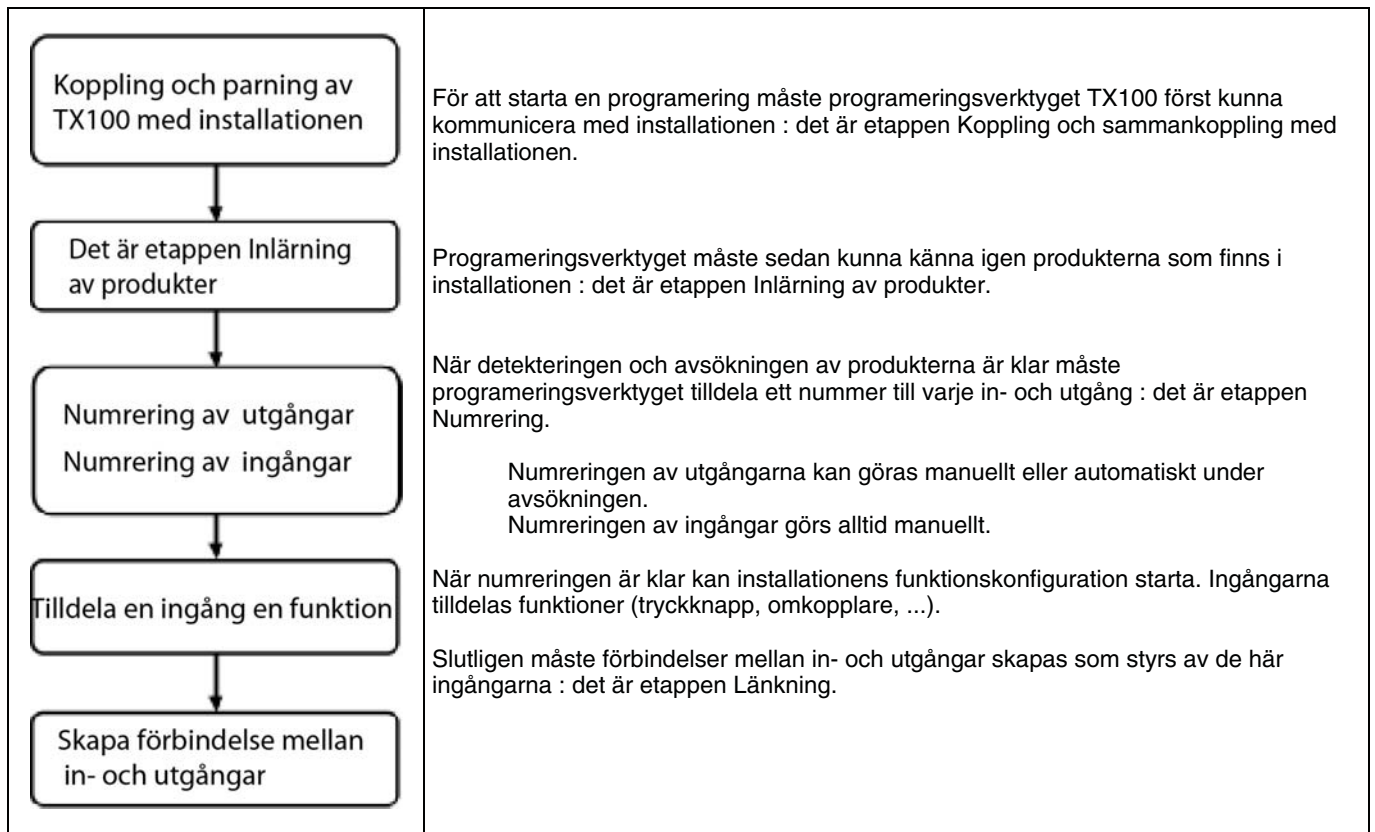 Koppling och parning av
TX100 med installationen
För att starta en programering måste programeringsverktyget TX100 först kunna
kommunicera med installationen : det är etappen Koppling och sammankoppling med
installationen.
Det är etappen Inlärning
av produkter
Programeringsverktyget måste sedan kunna känna igen produkterna som finns i
installationen : det är etappen Inlärning av produkter.
Numrering av utgångar
Numrering av ingångar
När detekteringen och avsökningen av produkterna är klar måste
programeringsverktyget tilldela ett nummer till varje in- och utgång : det är etappen
Numrering.
Numreringen av utgångarna kan göras manuellt eller automatiskt under
avsökningen.
Numreringen av ingångar görs alltid manuellt.
Tilldela en ingång en funktion
När numreringen är klar kan installationens funktionskonfiguration starta. Ingångarna
tilldelas funktioner (tryckknapp, omkopplare, ...).
Slutligen måste förbindelser mellan in- och utgångar skapas som styrs av de här
ingångarna : det är etappen Länkning.
Skapa förbindelse mellan
in- och utgångar